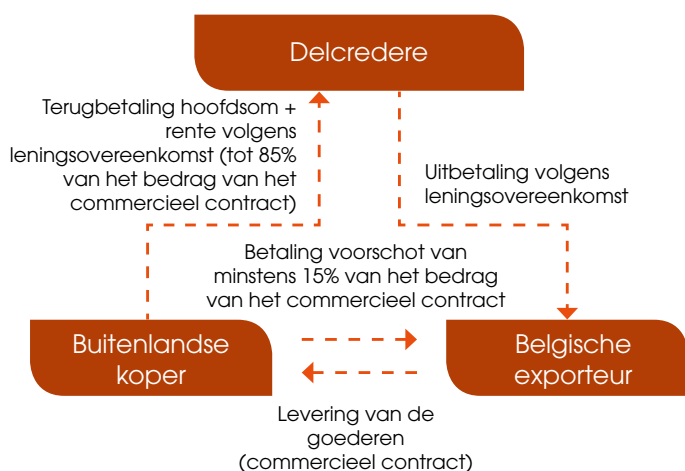 Delcredere
Terugbetaling hoofdsom +
rente volgens
leningsovereenkomst (tot 85%
van het bedrag van het
commercieel contract)
Uitbetaling volgens
leningsovereenkomst
Betaling voorschot van
minstens 15% van het bedrag
van het commercieel contract
Buitenlandse
koper
Belgische
exporteur
Levering van de
goederen
(commercieel contract)